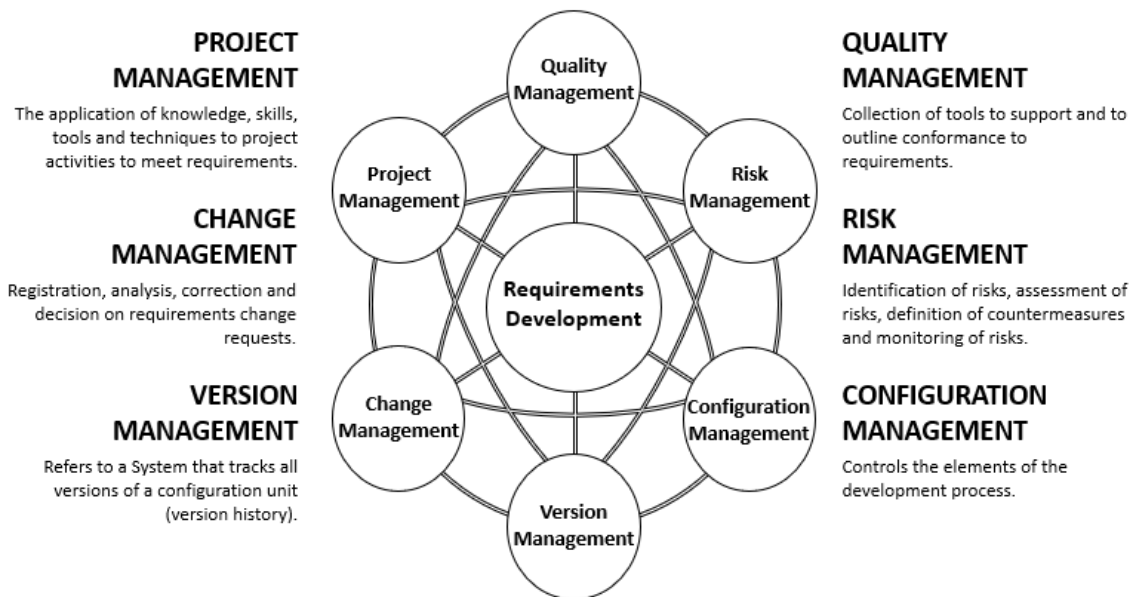 PROJECT
MANAGEMENT
The application of knowledge, skills,
tools and techniques to project
activities to meet requirements.
CHANGE
MANAGEMENT
Registration, analysis, correction and
decision on requirements change
requests.
VERSION
MANAGEMENT
Refers to a System that tracks all
versions of a configuration unit
(version history).
Quality
Management
Project
Management
Risk
Management
Requirements
Development
Change
Management
Configuration
Management
Version
Management
QUALITY
MANAGEMENT
Collection of tools to support and to
outline conformance to
requirements.
RISK
MANAGEMENT
Identification of risks, assessment of
risks, definition of countermeasures
and monitoring of risks.
CONFIGURATION
MANAGEMENT
Controls the elements of the
development process.